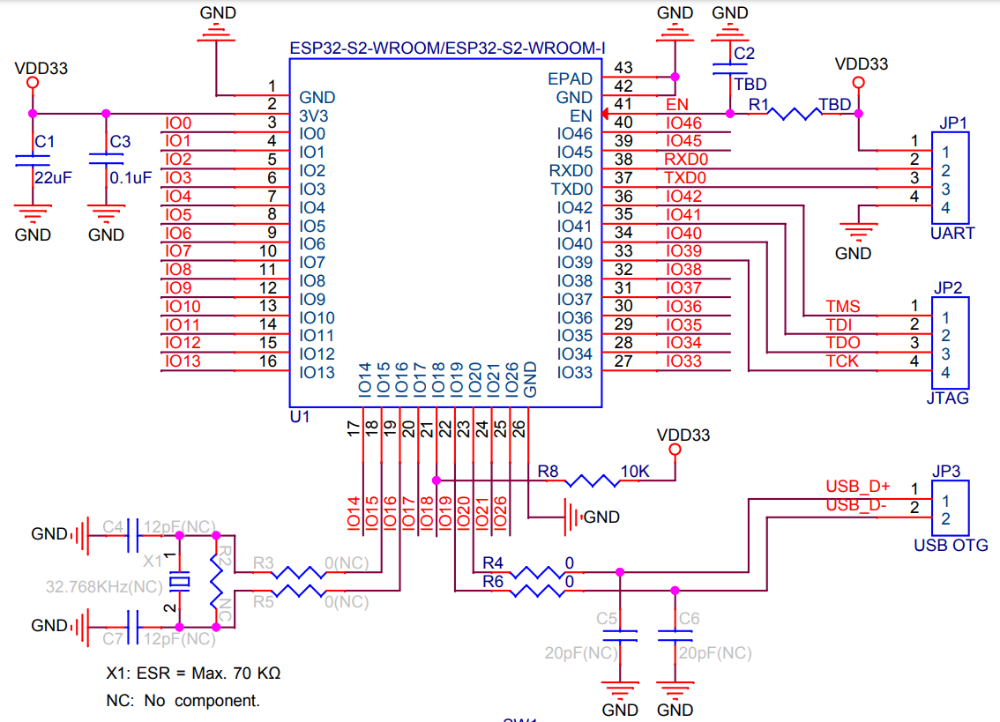 GND GND GND
ESP32-S2-WROOM/ESP32-S2-WROOM-I
VDD33
C2
TBD
VDD33
R1 TBD
C1
22uF
C3
0.1uF
GND GND
1 GND
2 3V3
IO0 3 IO0
IO1 4 IO1
IO2 5 IO2
IO3 6 IO3
IO4 7 IO4
IO5 8 IO5
IO6 9 IO6
IO7 10 IO7
IO8 11 IO8
IO9 12 IO9
IO10 13 IO10
IO11 14 IO11
IO12 15 IO12
IO13 16 IO13
EPAD 43
GND 42
EN 41 EN
IO46 40 IO46
IO45 39 IO45
RXD0 38 RXD0
TXD0 37 TXD0
IO42 36 IO42
IO41 35 IO41
IO40 34 IO40
IO39 33 IO39
IO38 32 IO38
IO37 31 IO37
IO36 30 IO36
IO35 29 IO35
IO34 28 IO34
IO33 27 IO33
JP1
1 1
2 2
3 3
4 4
UART
GND
JP2
TMS 1 1
TDI 2 2
TDO 3 3
TCK 4 4
JTAG
IO14 IO15 IO16 IO17 IO18 IO19 IO20 IO21 IO26 GND
U1
17 18 19 20 21 22 23 24 25 26
IO14 IO15 IO16 IO17 IO18 IO19 IO20 IO21 IO26
VDD33
R8 10K
GND
JP3
USB_D+ 1 1
USB_D- 2 2
USB OTG
GND C4 12pF(NC)
X1 1
32.768KHz(NC)
2
R2
NC
R3 0(NC)
R5 0(NC)
GND C7 12pF(NC)
R4 0
R6 0
C5
20pF(NC)
C6
20pF(NC)
GND GND
X1: ESR = Max. 70 KΩ
NC: No component.